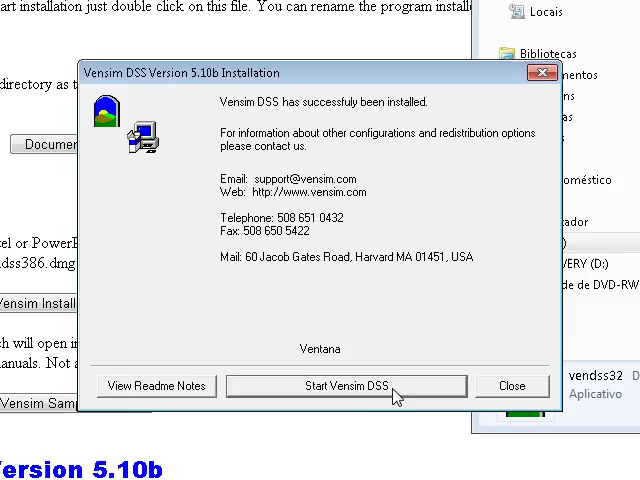 art installation just double click on this file. You can rename the program installe
Locais
Bibliotecas
Vensim DSS Version 5.10b Installation
mentos
Vensim DSS has successfuly been installed.
ns
directory as t
as
For information about other configurations and redistribution options
please contact us.
Documen
Email: support@vensim.com
oméstico
Web: http://www.vensim.com
Telephone: 508 651 0432
tador
Fax: 508 650 5422
tel or PowerP
)
Mail: 60 Jacob Gates Road, Harvard MA 01451, USA
ndss386.dmg
VERY (D:)
de de DVD-RW
Vensim Install
ch will open in
Ventana
anuals. Not a
vendss32
D
View Readme Notes
Start Vensim DSS
Close
Aplicativo
Vensim Samp
Version 5.10b